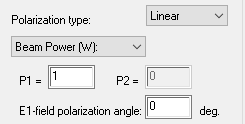 Polarization type: Linear
Beam Power (W):
P1 = 1 P2 = 0
E1-field polarization angle: 0 deg.